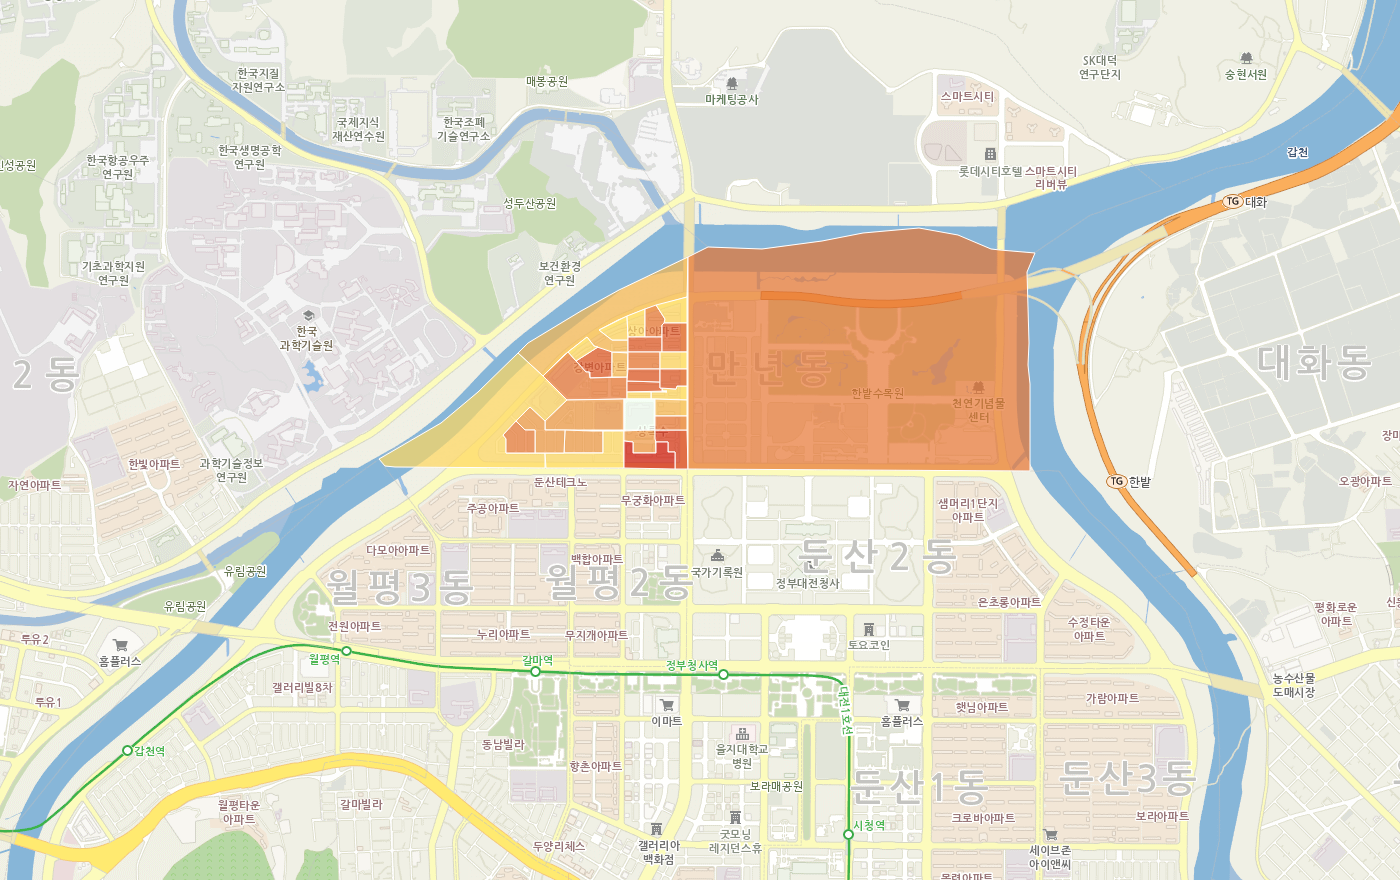 SK대덕
연구단지
숭현서원
한국지질
자원연구소
매봉공원
마케팅공사
스마트시티
국제지식
재산연수원
한국조폐
기술연구소
한국생명공학
연구원
한국항공우주
연구원
신성공원
갑천
롯데시티호텔
스마트시티
리버뷰
TG 대화
성두산공원
보건환경
연구원
기초과학지원
연구원
한국
과학기술원
상아아파트
강변아파트
만년동
한밭수목원
천연기념물
센터
대화동
2동
상록수
한빛아파트
과학기술정보
연구원
자연아파트
둔산테크노
주공아파트
무궁화아파트
샘머리1단지
아파트
TG 한밭
오광아파트
다모아아파트
백합아파트
국가기록원
둔산2동
정부대전청사
월평3동
월평2동
유림공원
유림공원
은초롱아파트
수정타운
아파트
평화로운
아파트
전원아파트
누리아파트
무지개아파트
토요코인
투유2
홈플러스
월평역
갈마역
정부청사역
농수산물
도매시장
투유1
갤러리빌8차
대전1호선
이마트
홈플러스
햇님아파트
가람아파트
갑천역
동남빌라
을지대학교
병원
향촌아파트
보라매공원
둔산1동
둔산3동
월평타운
아파트
갈마빌라
시청역
크로바아파트
보라아파트
두양리체스
갤러리아
백화점
굿모닝
레지던스휴
세이브존
아이앤씨
목련아파트